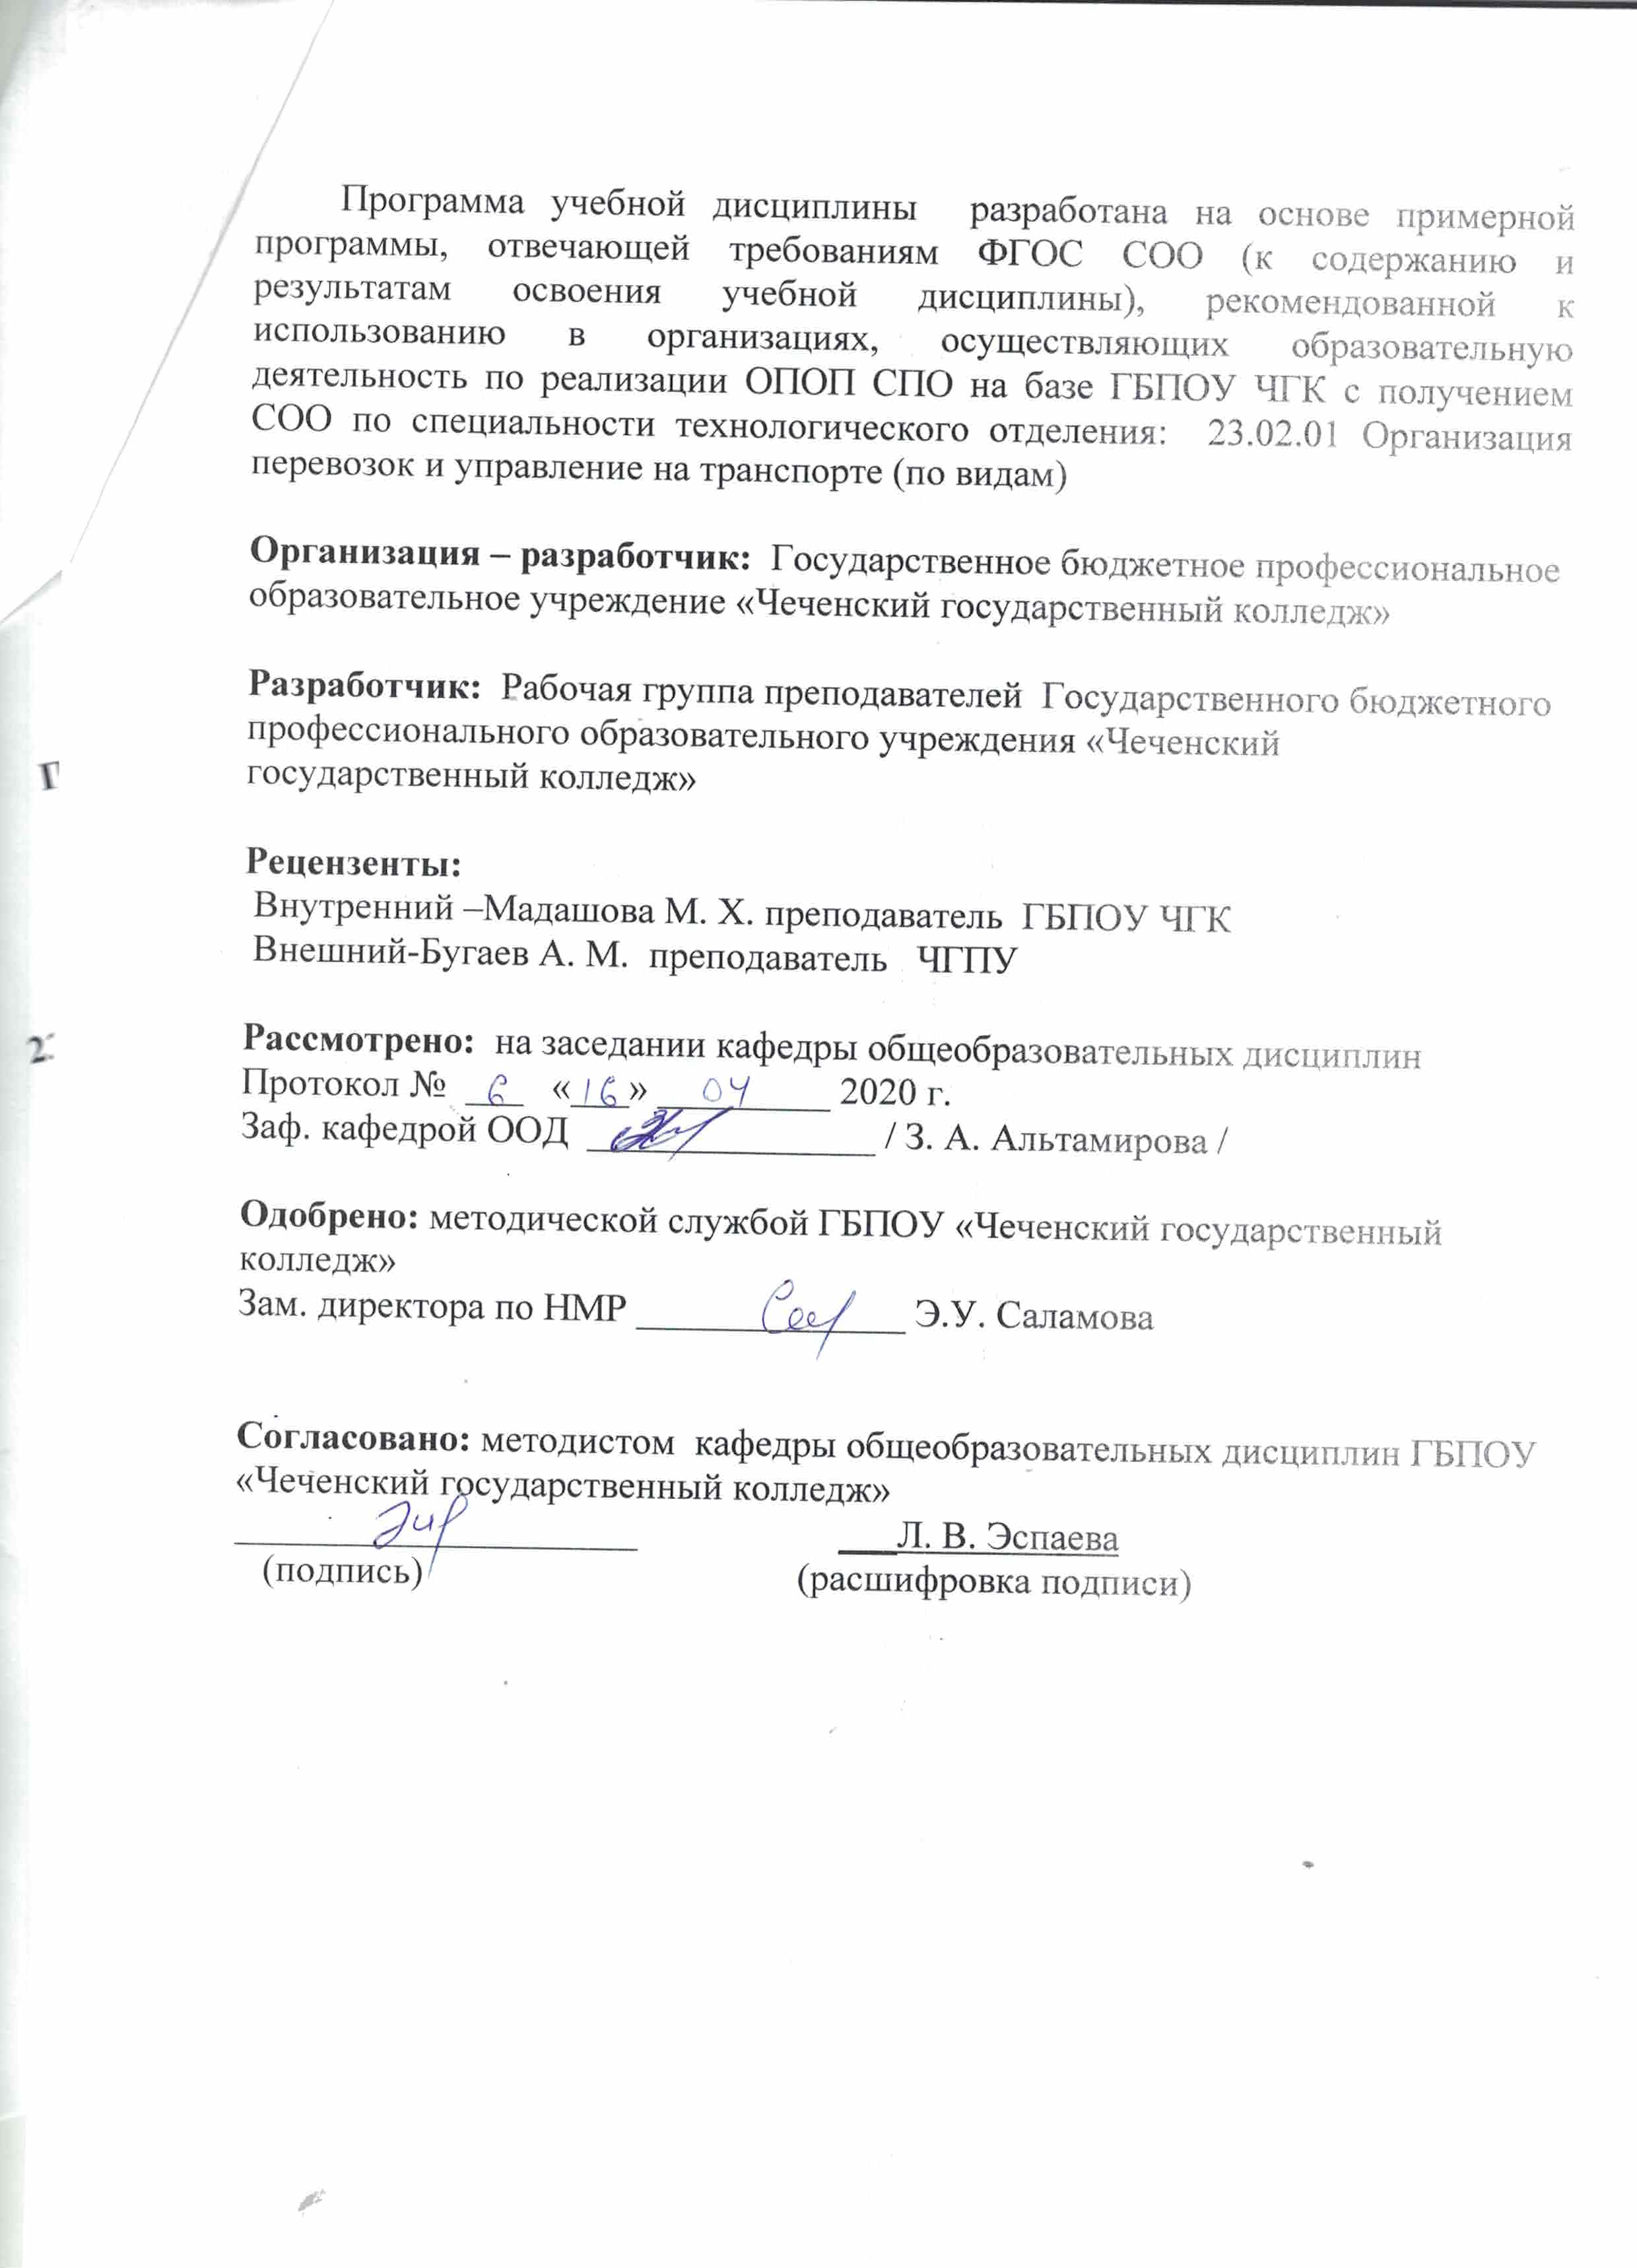 Программа учебной дисциплины разработана на основе примерной
программы, отвечающей требованиям ФГОС СОО (к содержанию и
результатам освоения учебной дисциплины), рекомендованной к
использованию в организациях, осуществляющих образовательную
деятельность по реализации ОПОП СПО на базе ГБПОУ ЧГК с получением
СОО по специальности технологического отделения: 23.02.01 Организация
перевозок и управление на транспорте (по видам)
Организация – разработчик: Государственное бюджетное профессиональное
образовательное учреждение «Чеченский государственный колледж»
Разработчик: Рабочая группа преподавателей Государственного бюджетного
профессионального образовательного учреждения «Чеченский
государственный колледж»
Рецензенты:
Внутренний –Мадашова М. Х. преподаватель ГБПОУ ЧГК
Внешний-Бугаев А. М. преподаватель ЧГПУ
Рассмотрено: на заседании кафедры общеобразовательных дисциплин
Протокол № 6 «16» 04 2020 г.
Заф. кафедрой ООД / З. А. Альтамирова /
Одобрено: методической службой ГБПОУ «Чеченский государственный
колледж»
Зам. директора по НМР Э.У. Саламова
Согласовано: методистом кафедры общеобразовательных дисциплин ГБПОУ
«Чеченский государственный колледж»
Л. В. Эспаева
(подпись) (расшифровка подписи)